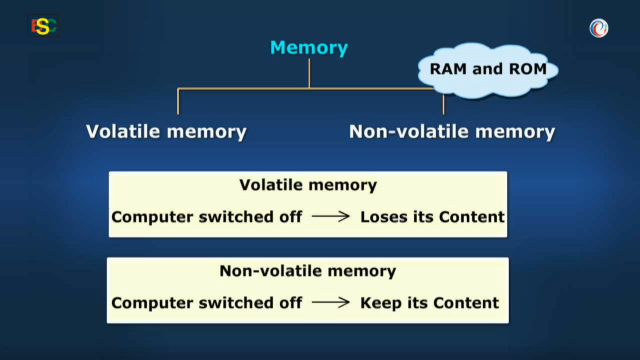 ESC
Memory
RAM and ROM
Volatile memory
Non-volatile memory
Volatile memory
Computer switched off → Loses its Content
Non-volatile memory
Computer switched off → Keep its Content